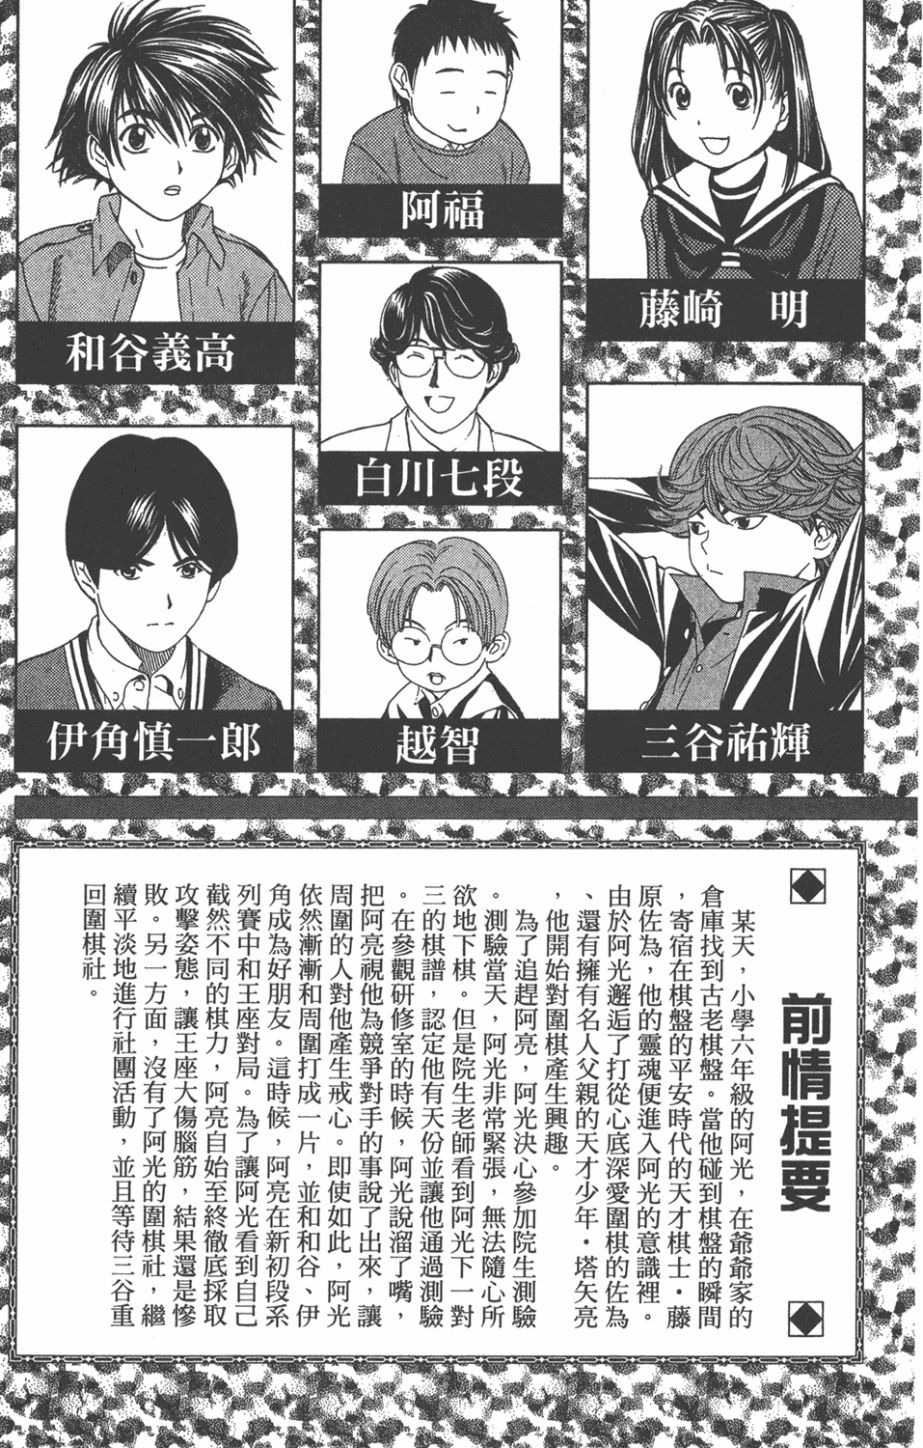 藤崎　明
三谷祐輝
阿福
白川七段
越智
和谷義高
伊角慎一郎
前情提要
某天，小學六年級的阿光，在爺爺家的
倉庫找到古老棋盤。當他碰到棋盤的瞬間
，寄宿在棋盤的平安時代的天才棋士・藤
原佐為，他的靈魂便進入阿光的意識裡。
由於阿光邂逅了打從心底深愛圍棋的佐為
、還有擁有名人父親的天才少年・塔矢亮
，他開始對圍棋產生興趣。
為了追趕阿亮，阿光決心參加院生測驗
。測驗當天，阿光非常緊張，無法隨心所
欲地下棋。但是院生老師看到阿光下一對
三的棋譜，認定他有天份並讓他通過測驗
。在參觀研修室的時候，阿光說溜了嘴，
把阿亮視他為競爭對手的事說了出來，讓
周圍的人對他產生戒心。即使如此，阿光
依然漸漸和周圍打成一片，並和和谷、伊
角成為好朋友。這時候，阿亮在新初段系
列賽中和王座對局。為了讓阿光看到自己
截然不同的棋力，阿亮自始至終徹底採取
攻擊姿態，讓王座大傷腦筋，結果還是慘
敗。另一方面，沒有了阿光的圍棋社，繼
續平淡地進行社團活動，並且等待三谷重
回圍棋社。